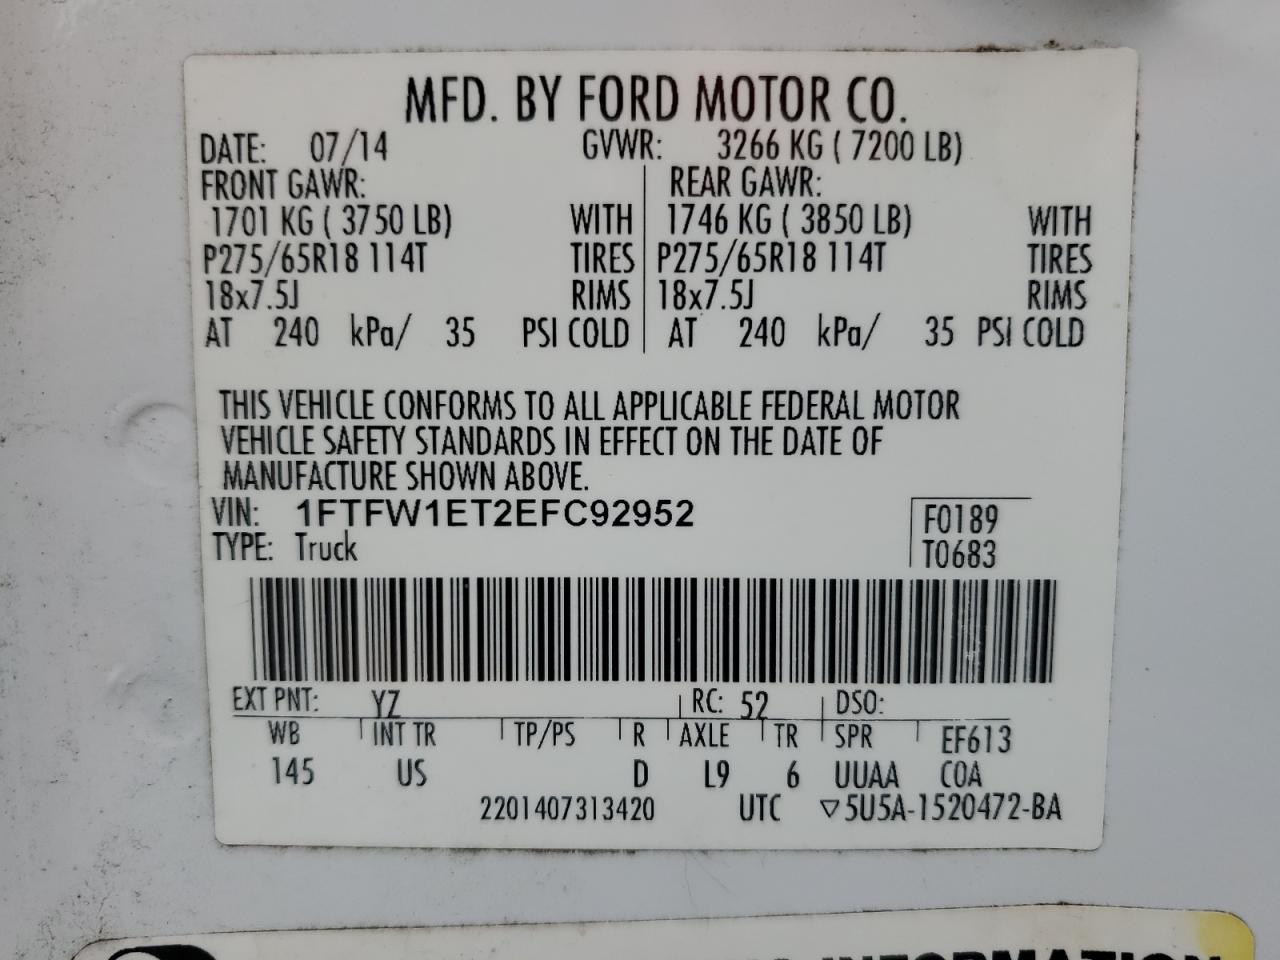 MFD. BY FORD MOTOR CO.
DATE: 07/14 GVWR: 3266 KG ( 7200 LB)
FRONT GAWR: REAR GAWR:
1701 KG ( 3750 LB) WITH 1746 KG ( 3850 LB) WITH
P275/65R18 114T TIRES P275/65R18 114T TIRES
18x7.5J RIMS 18x7.5J RIMS
AT 240 kPa/ 35 PSI COLD AT 240 kPa/ 35 PSI COLD
THIS VEHICLE CONFORMS TO ALL APPLICABLE FEDERAL MOTOR
VEHICLE SAFETY STANDARDS IN EFFECT ON THE DATE OF
MANUFACTURE SHOWN ABOVE.
VIN: 1FTFW1ET2EFC92952 F0189
TYPE: Truck T0683
EXT PNT: YZ RC: 52 DSO:
WB INT TR TP/PS R AXLE TR SPR EF613
145 US D L9 6 UUAA COA
2201407313420 UTC ▽5U5A-1520472-BA
INFORMATION